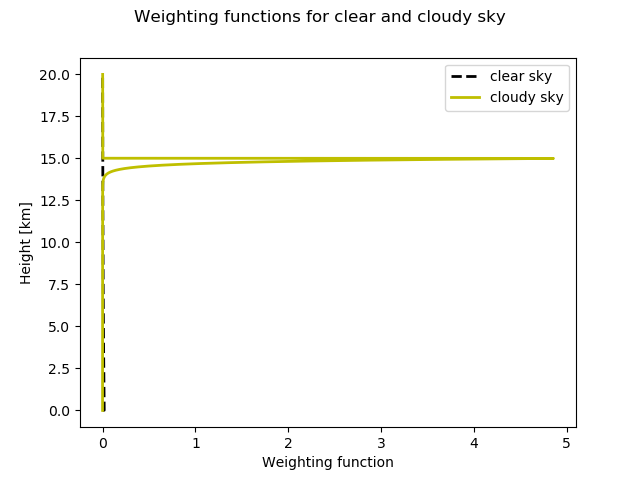 Weighting functions for clear and cloudy sky
clear sky
cloudy sky
20.0
17.5
15.0
12.5
10.0
7.5
5.0
2.5
0.0
Height [km]
0 1 2 3 4 5
Weighting function